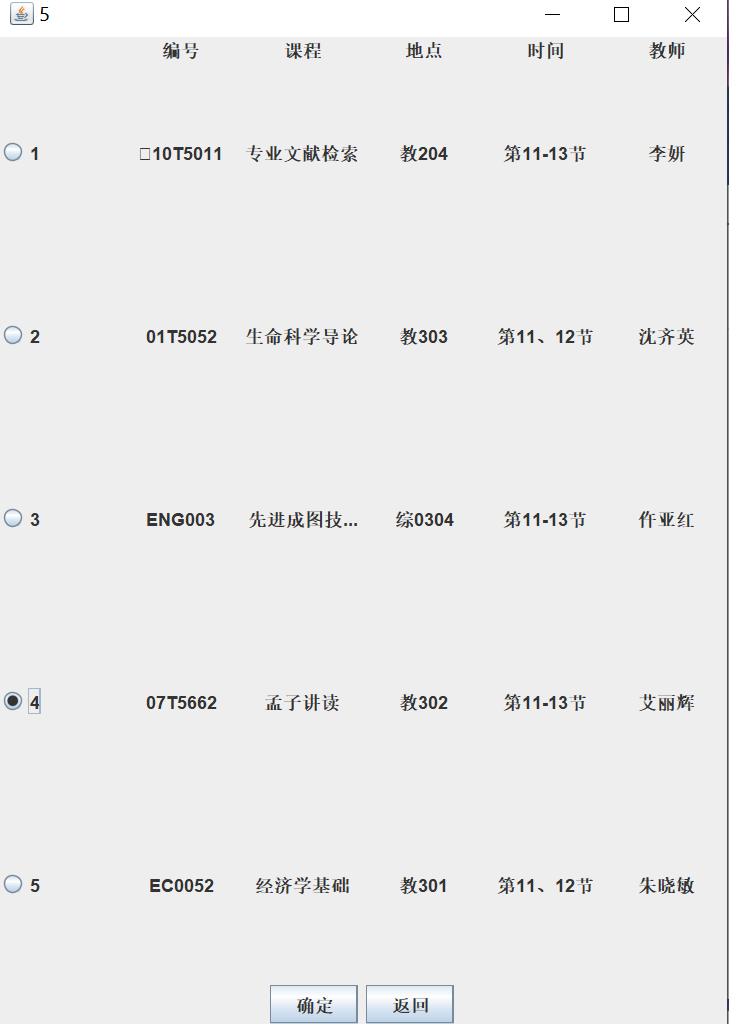 5
编号 课程 地点 时间 教师
1 □10T5011 专业文献检索 教204 第11-13节 李妍
2 01T5052 生命科学导论 教303 第11、12节 沈齐英
3 ENG003 先进成图技... 综0304 第11-13节 仵亚红
4 07T5662 孟子讲读 教302 第11-13节 艾丽辉
5 EC0052 经济学基础 教301 第11、12节 朱晓敏
确定 返回